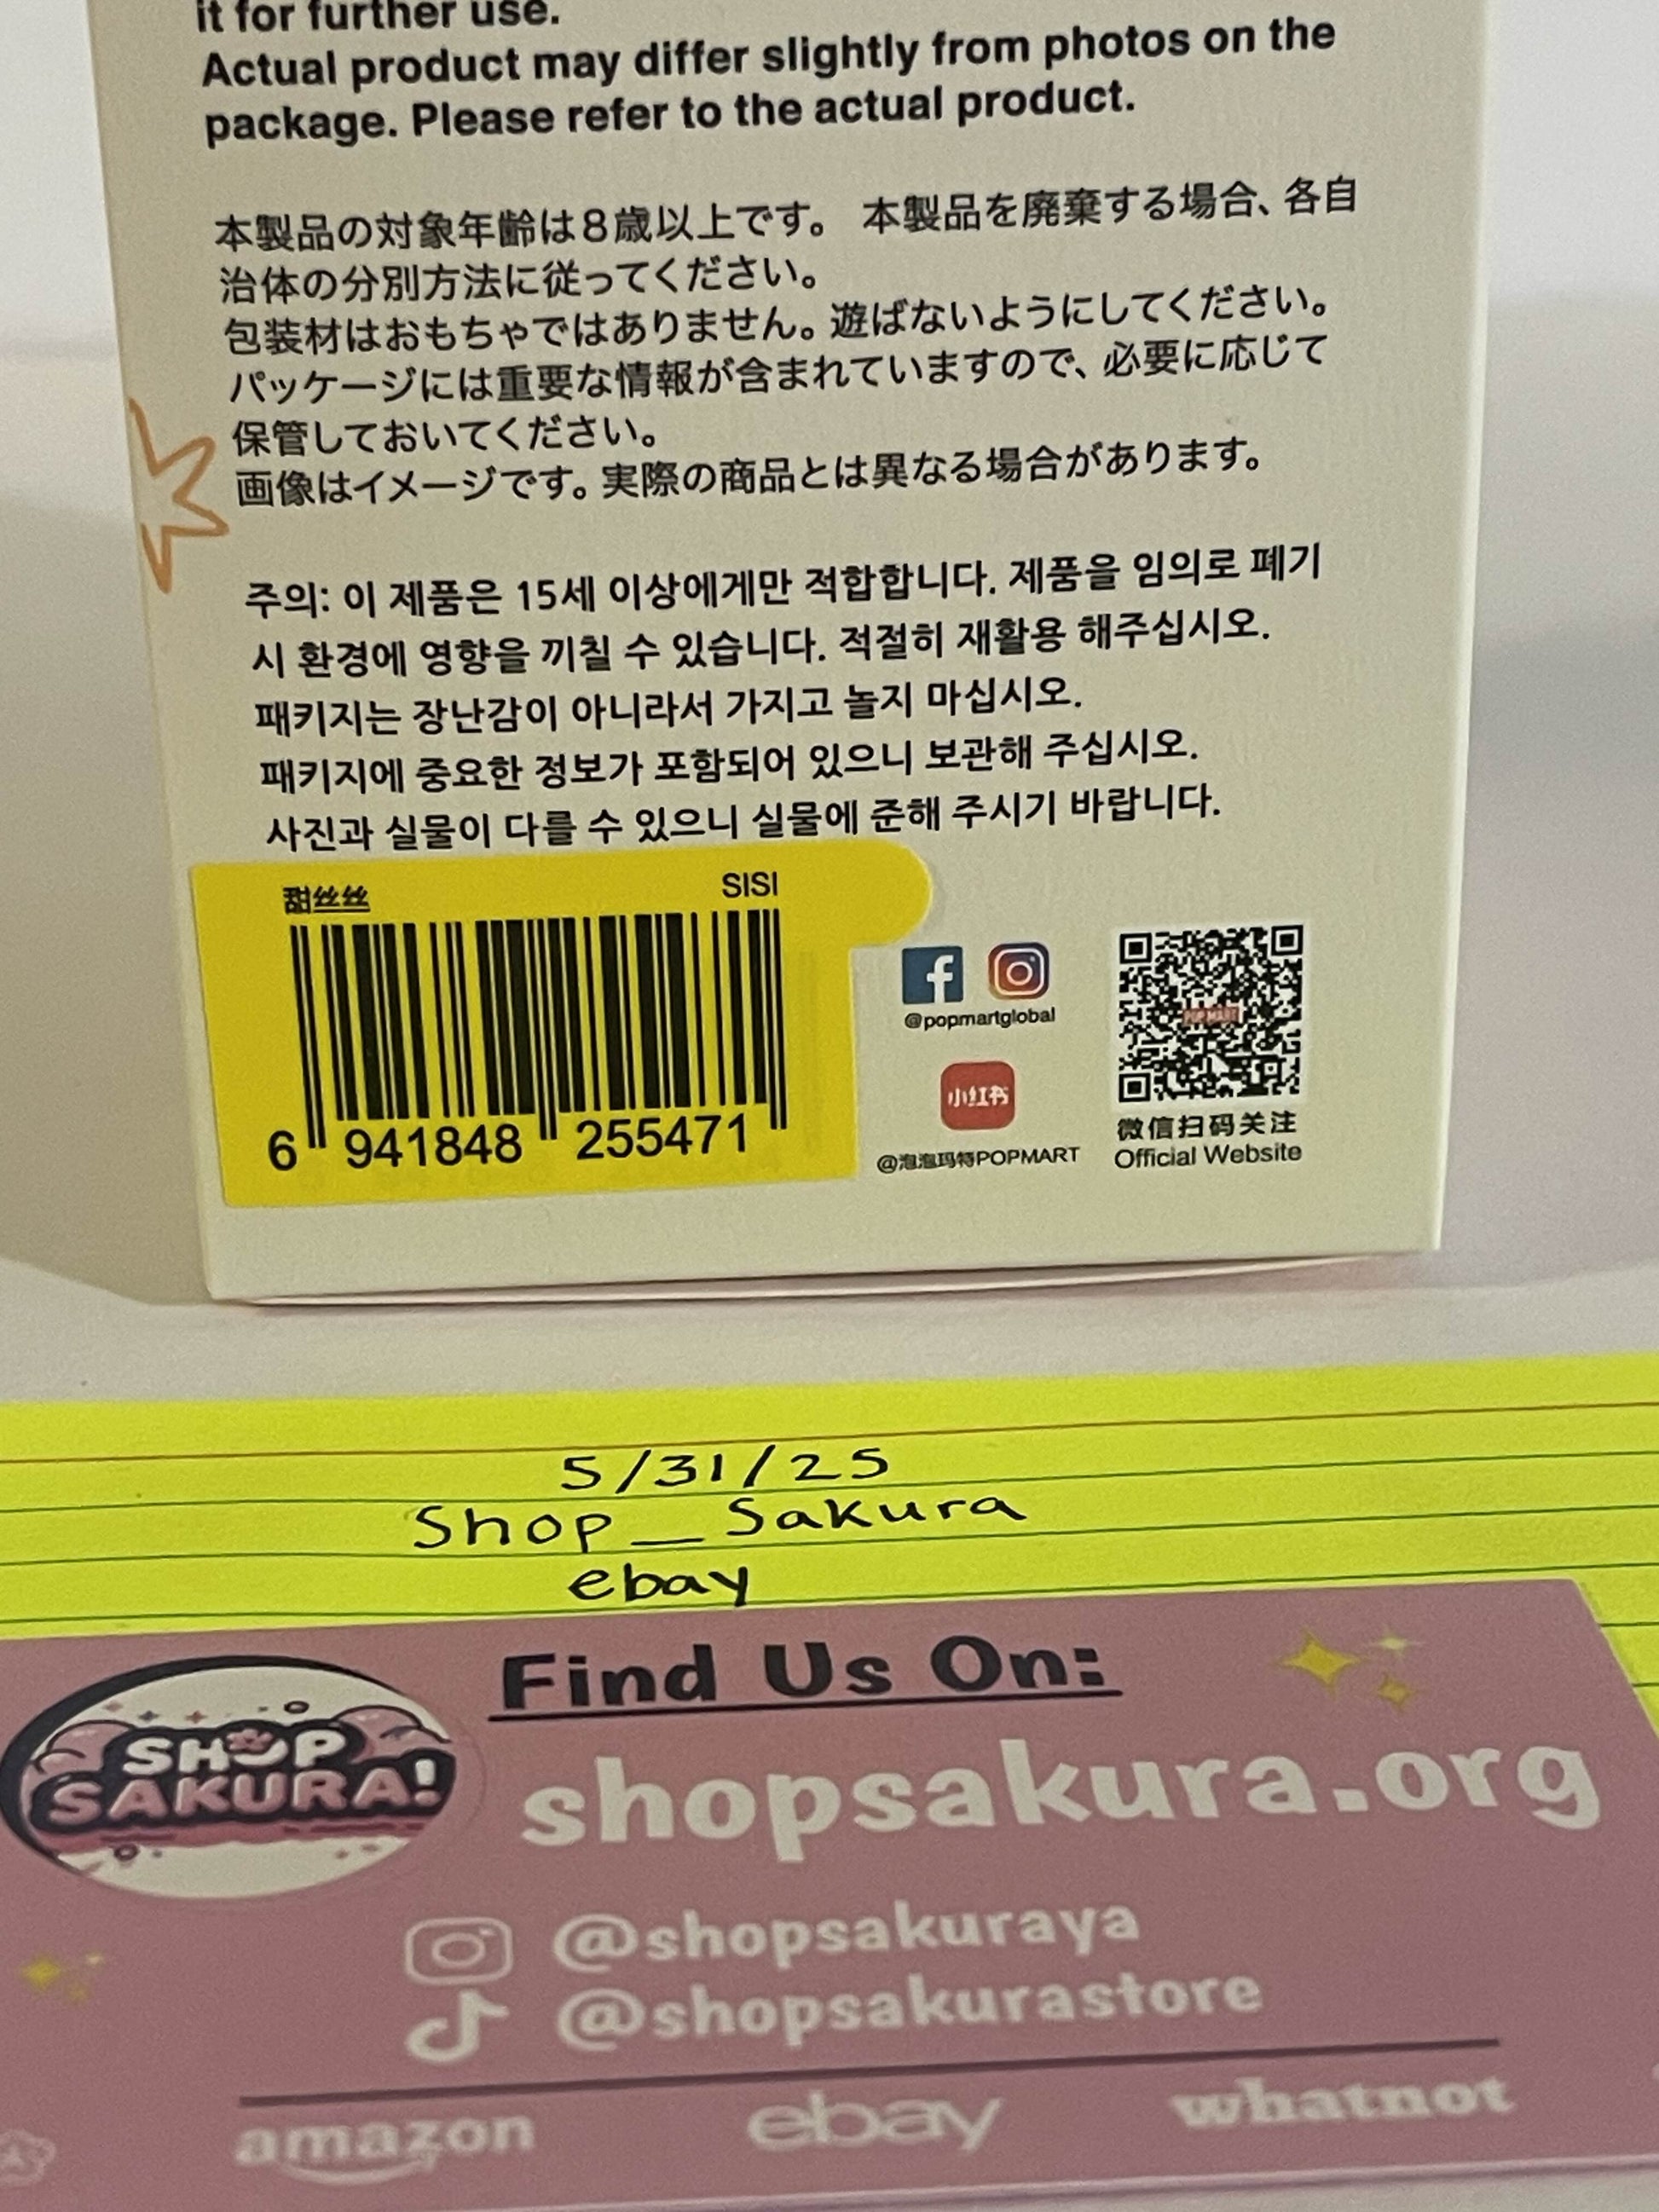 it for further use.
Actual product may differ slightly from photos on the
package. Please refer to the actual product.
本製品の対象年齢は8歳以上です。 本製品を廃棄する場合、各自
治体の分別方法に従ってください。
包装材はおもちゃではありません。遊ばないようにしてください。
パッケージには重要な情報が含まれていますので、必要に応じて
保管しておいてください。
画像はイメージです。実際の商品とは異なる場合があります。
주의: 이 제품은 15세 이상에게만 적합합니다. 제품을 임의로 폐기
시 환경에 영향을 끼칠 수 있습니다. 적절히 재활용 해주십시오.
패키지는 장난감이 아니라서 가지고 놀지 마십시오.
패키지에 중요한 정보가 포함되어 있으니 보관해 주십시오.
사진과 실물이 다를 수 있으니 실물에 준해 주시기 바랍니다.
甜丝丝 SISI
6 941848 255471
@popmartglobal
小红书
@泡泡玛特POPMART
POP MART
微信扫码关注
Official Website
5/31/25
Shop_Sakura
ebay
Find Us On:
SHOP
SAKURA!
shopsakura.org
@shopsakuraya
@shopsakurastore
amazon ebay whatnot